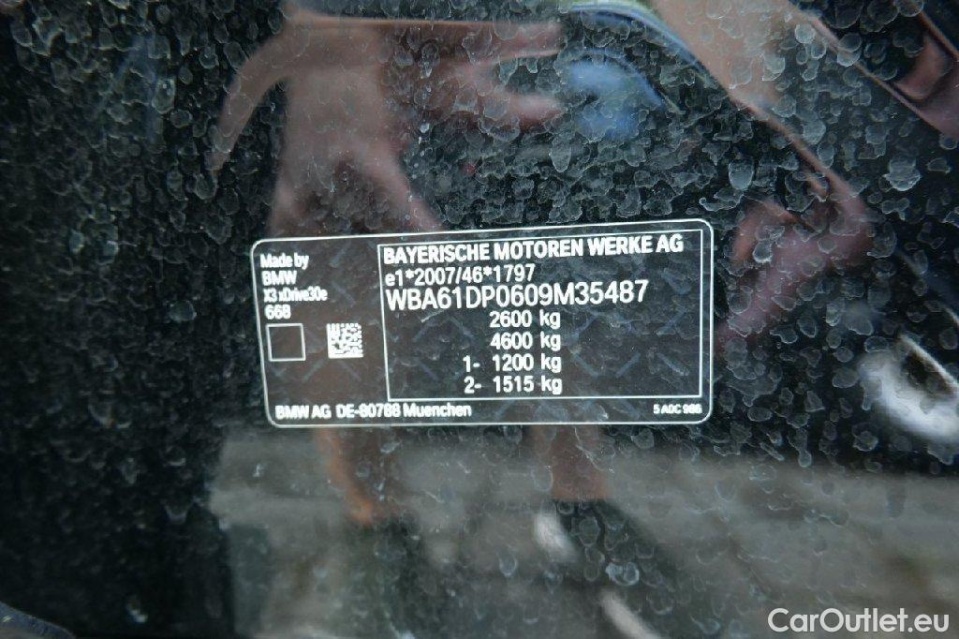 Made by
BMW
X3 xDrive30e
668
BAYERISCHE MOTOREN WERKE AG
e1*2007/46*1797
WBA61DP0609M35487
2600 kg
4600 kg
1- 1200 kg
2- 1515 kg
BMW AG DE-80788 Muenchen
5 A0C 986
CarOutlet.eu